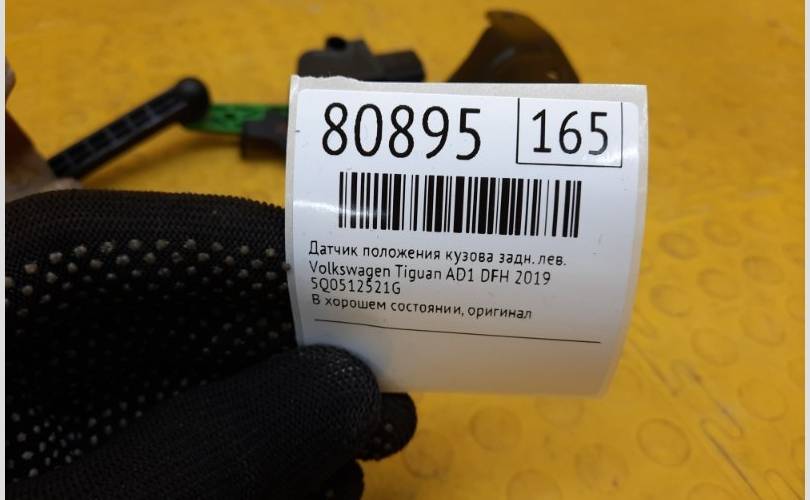 80895 165
Датчик положения кузова задн. лев.
Volkswagen Tiguan AD1 DFH 2019
5Q0512521G
В хорошем состоянии, оригинал